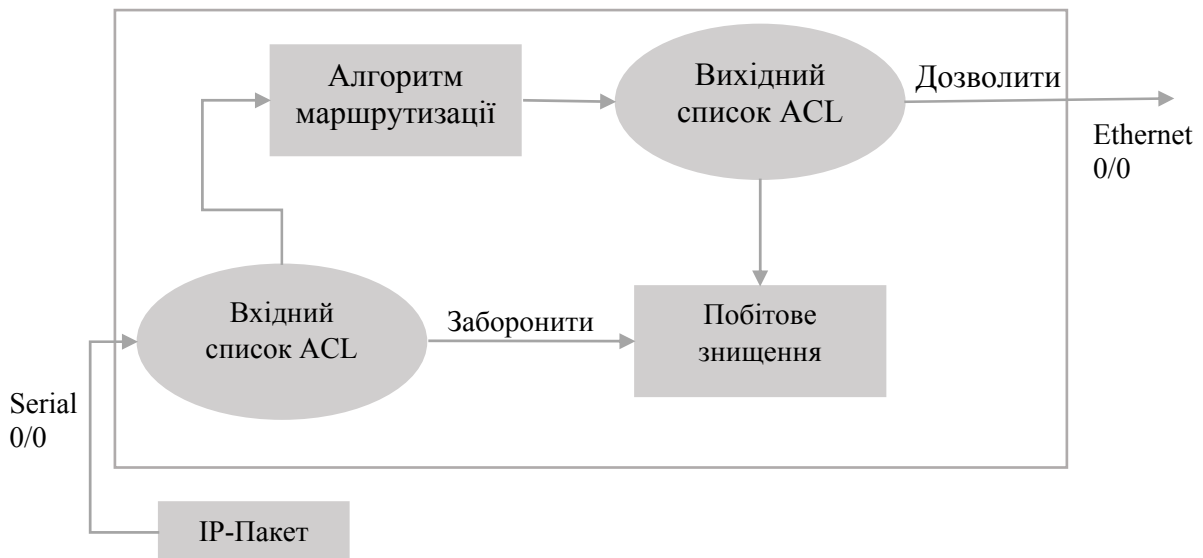 Алгоритм
маршрутизації
Вихідний
список ACL
Дозволити
Ethernet
0/0
Вхідний
список ACL
Заборонити
Побітове
знищення
Serial
0/0
IP-Пакет